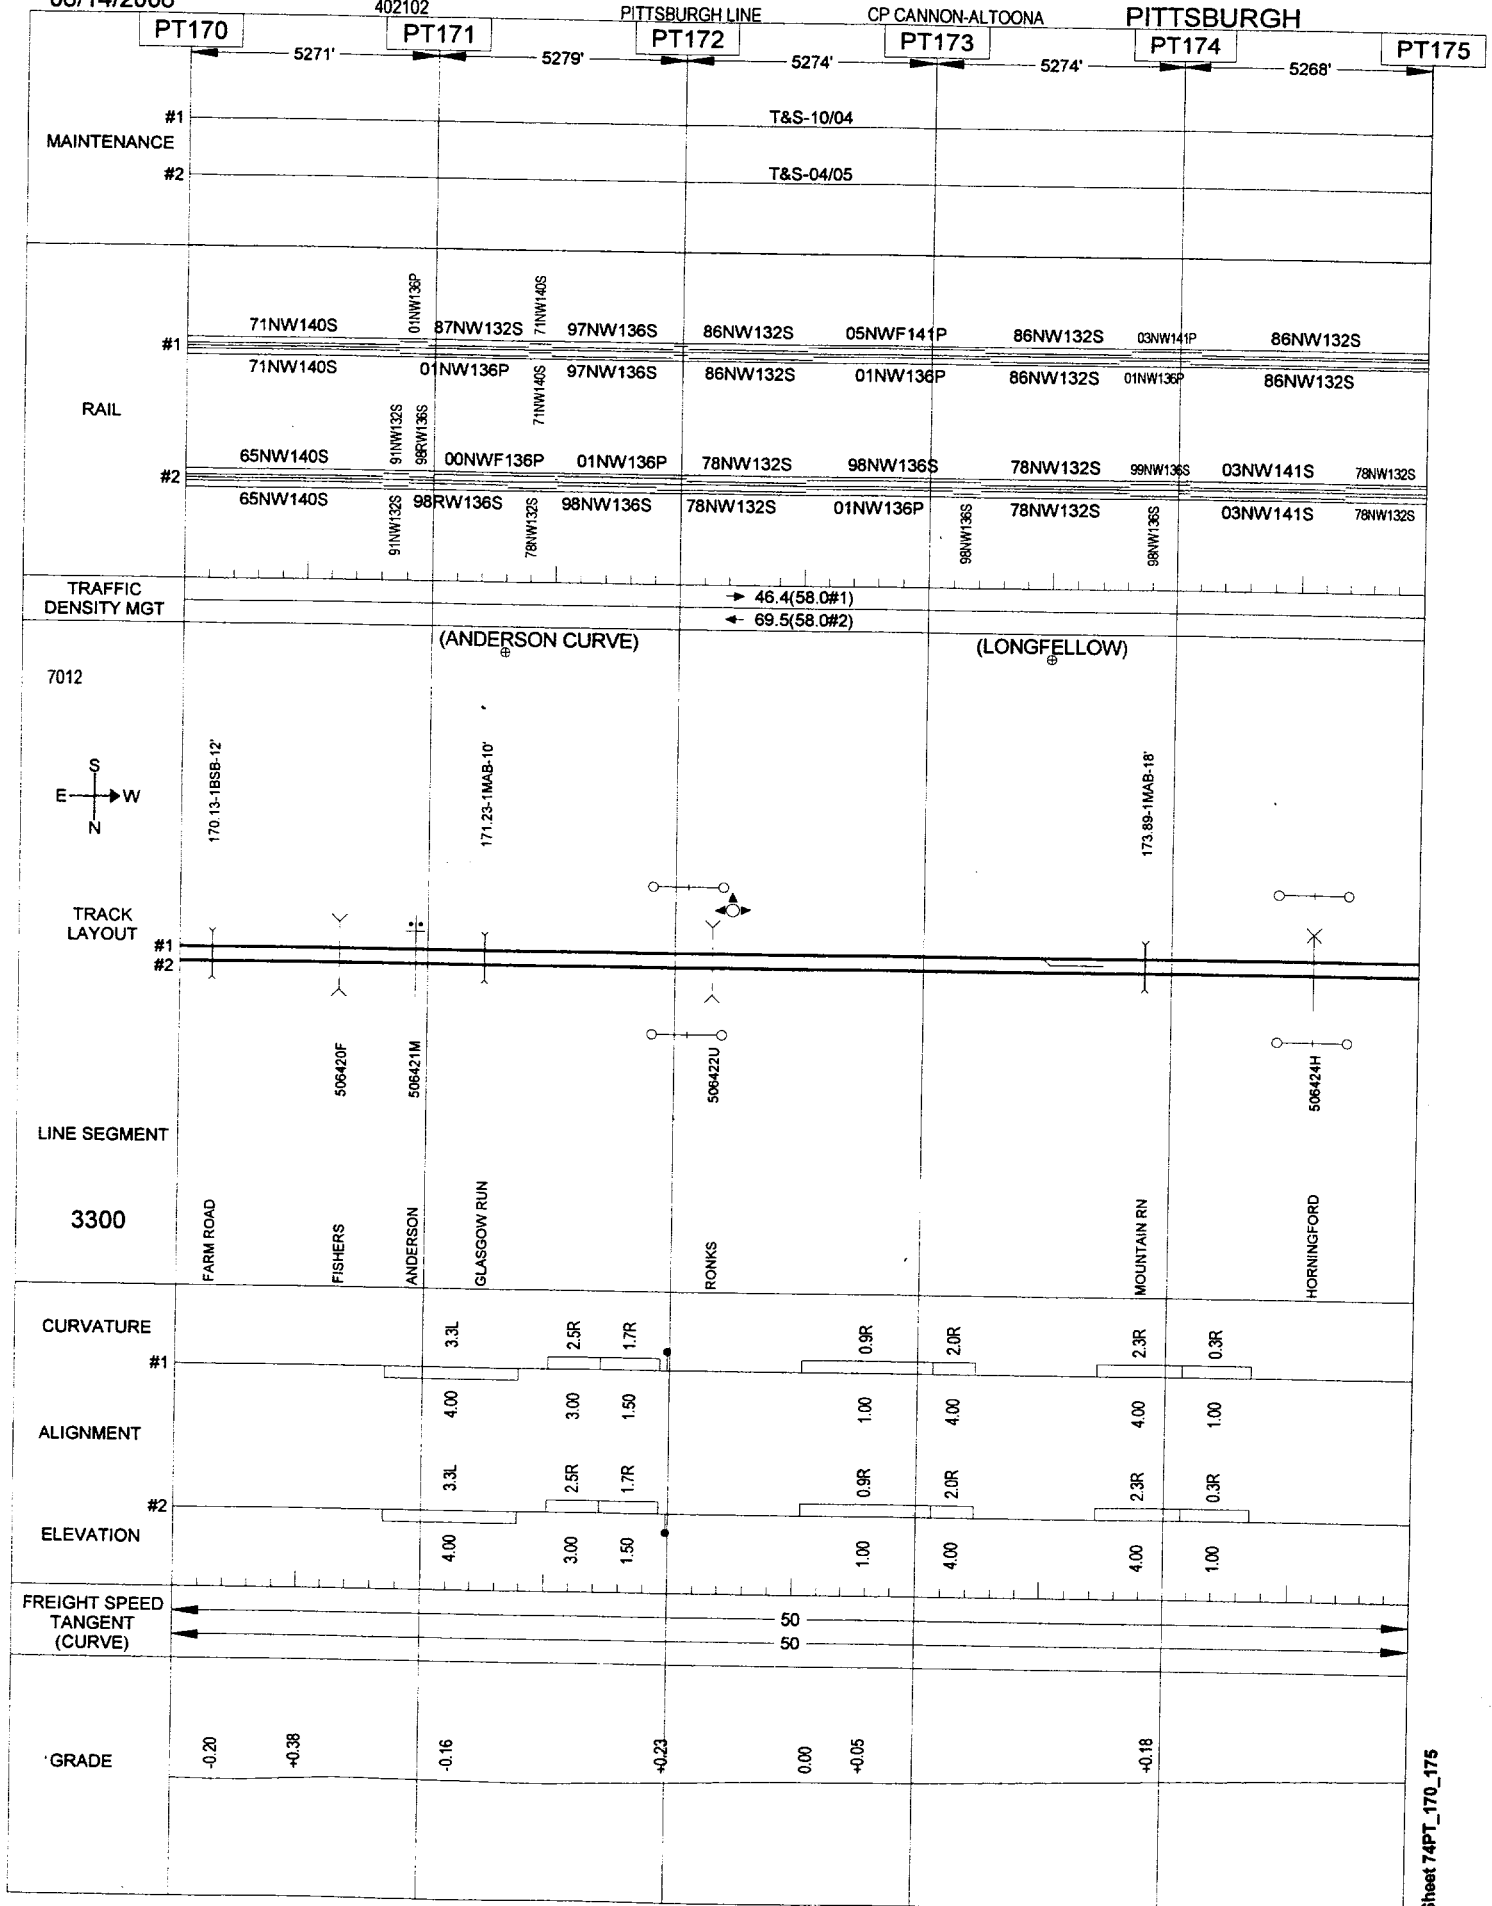 402102 PITTSBURGH LINE CP CANNON-ALTOONA PITTSBURGH
PT170 PT171 PT172 PT173 PT174 PT175
5271' 5279' 5274' 5274' 5268'
MAINTENANCE
#1 T&S-10/04
#2 T&S-04/05
RAIL
01NW136P 71NW140S
71NW140S 87NW132S 97NW136S 86NW132S 05NWF141P 86NW132S 03NW141P 86NW132S
#1
71NW140S 01NW136P 71NW140S 97NW136S 86NW132S 01NW136P 86NW132S 01NW136P 86NW132S
91NW132S 98RW136S
65NW140S 00NWF136P 01NW136P 78NW132S 98NW136S 78NW132S 99NW136S 03NW141S 78NW132S
#2
65NW140S 98RW136S 98NW136S 78NW132S 01NW136P 78NW132S 03NW141S 78NW132S
91NW132S 78NW132S 98NW136S 98NW136S
TRAFFIC
DENSITY MGT
46.4(58.0#1)
69.5(58.0#2)
(ANDERSON CURVE) (LONGFELLOW)
7012
S
E W
N
170.13-1BSB-12' 171.23-1MAB-10' 173.89-1MAB-18'
TRACK
LAYOUT
#1
#2
506420F 506421M 506422U 506424H
LINE SEGMENT
3300
FARM ROAD FISHERS ANDERSON GLASGOW RUN RONKS MOUNTAIN RN HORNINGFORD
CURVATURE
#1
3.3L 2.5R 1.7R 0.9R 2.0R 2.3R 0.3R
4.00 3.00 1.50 1.00 4.00 4.00 1.00
ALIGNMENT
#2
3.3L 2.5R 1.7R 0.9R 2.0R 2.3R 0.3R
ELEVATION
4.00 3.00 1.50 1.00 4.00 4.00 1.00
FREIGHT SPEED
TANGENT
(CURVE)
50
50
GRADE
-0.20 +0.38 -0.16 +0.23 0.00 +0.05 +0.18
Sheet 74PT_170_175